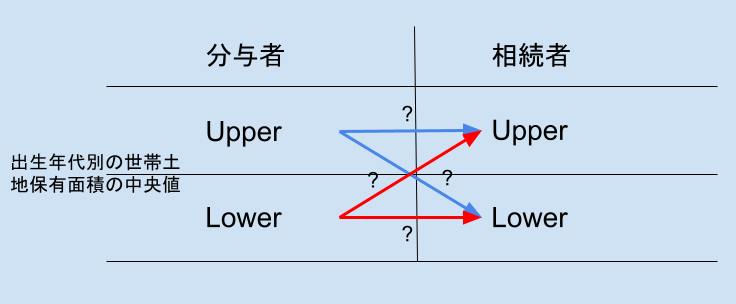 分与者 相続者
?
Upper Upper
出生年代別の世帯土
地保有面積の中央値
? ?
Lower Lower
?